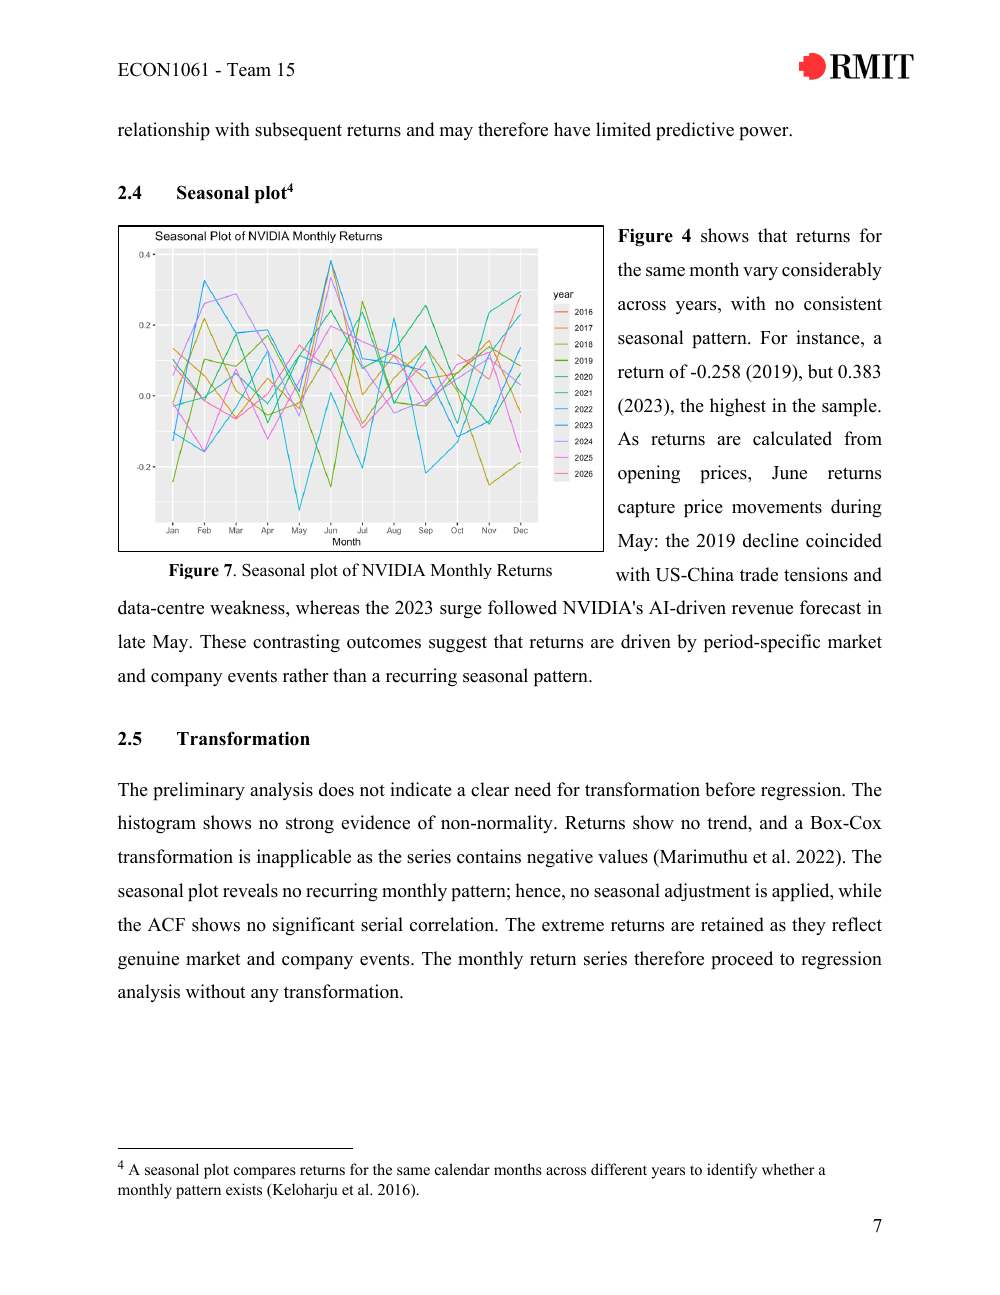 ECON1061 - Team 15
RMIT
relationship with subsequent returns and may therefore have limited predictive power.
2.4 Seasonal plot4
Seasonal Plot of NVIDIA Monthly Returns
0.4
0.2
0.0
-0.2
Jan Feb Mar Apr May Jun Jul Aug Sep Oct Nov Dec
Month
year
2016
2017
2018
2019
2020
2021
2022
2023
2024
2025
2026
Figure 7. Seasonal plot of NVIDIA Monthly Returns
Figure 4 shows that returns for
the same month vary considerably
across years, with no consistent
seasonal pattern. For instance, a
return of -0.258 (2019), but 0.383
(2023), the highest in the sample.
As returns are calculated from
opening prices, June returns
capture price movements during
May: the 2019 decline coincided
with US-China trade tensions and
data-centre weakness, whereas the 2023 surge followed NVIDIA's AI-driven revenue forecast in
late May. These contrasting outcomes suggest that returns are driven by period-specific market
and company events rather than a recurring seasonal pattern.
2.5 Transformation
The preliminary analysis does not indicate a clear need for transformation before regression. The
histogram shows no strong evidence of non-normality. Returns show no trend, and a Box-Cox
transformation is inapplicable as the series contains negative values (Marimuthu et al. 2022). The
seasonal plot reveals no recurring monthly pattern; hence, no seasonal adjustment is applied, while
the ACF shows no significant serial correlation. The extreme returns are retained as they reflect
genuine market and company events. The monthly return series therefore proceed to regression
analysis without any transformation.
4 A seasonal plot compares returns for the same calendar months across different years to identify whether a
monthly pattern exists (Keloharju et al. 2016).
7